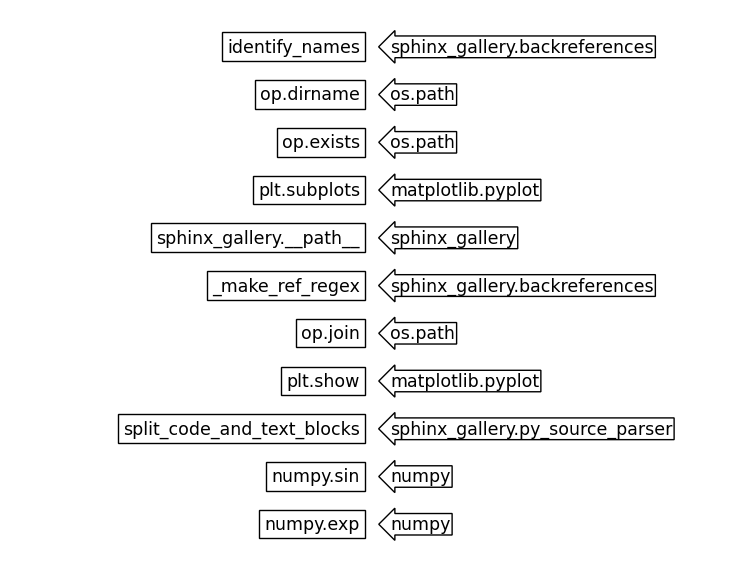 identify_names sphinx_gallery.backreferences
op.dirname os.path
op.exists os.path
plt.subplots matplotlib.pyplot
sphinx_gallery.__path__ sphinx_gallery
_make_ref_regex sphinx_gallery.backreferences
op.join os.path
plt.show matplotlib.pyplot
split_code_and_text_blocks sphinx_gallery.py_source_parser
numpy.sin numpy
numpy.exp numpy